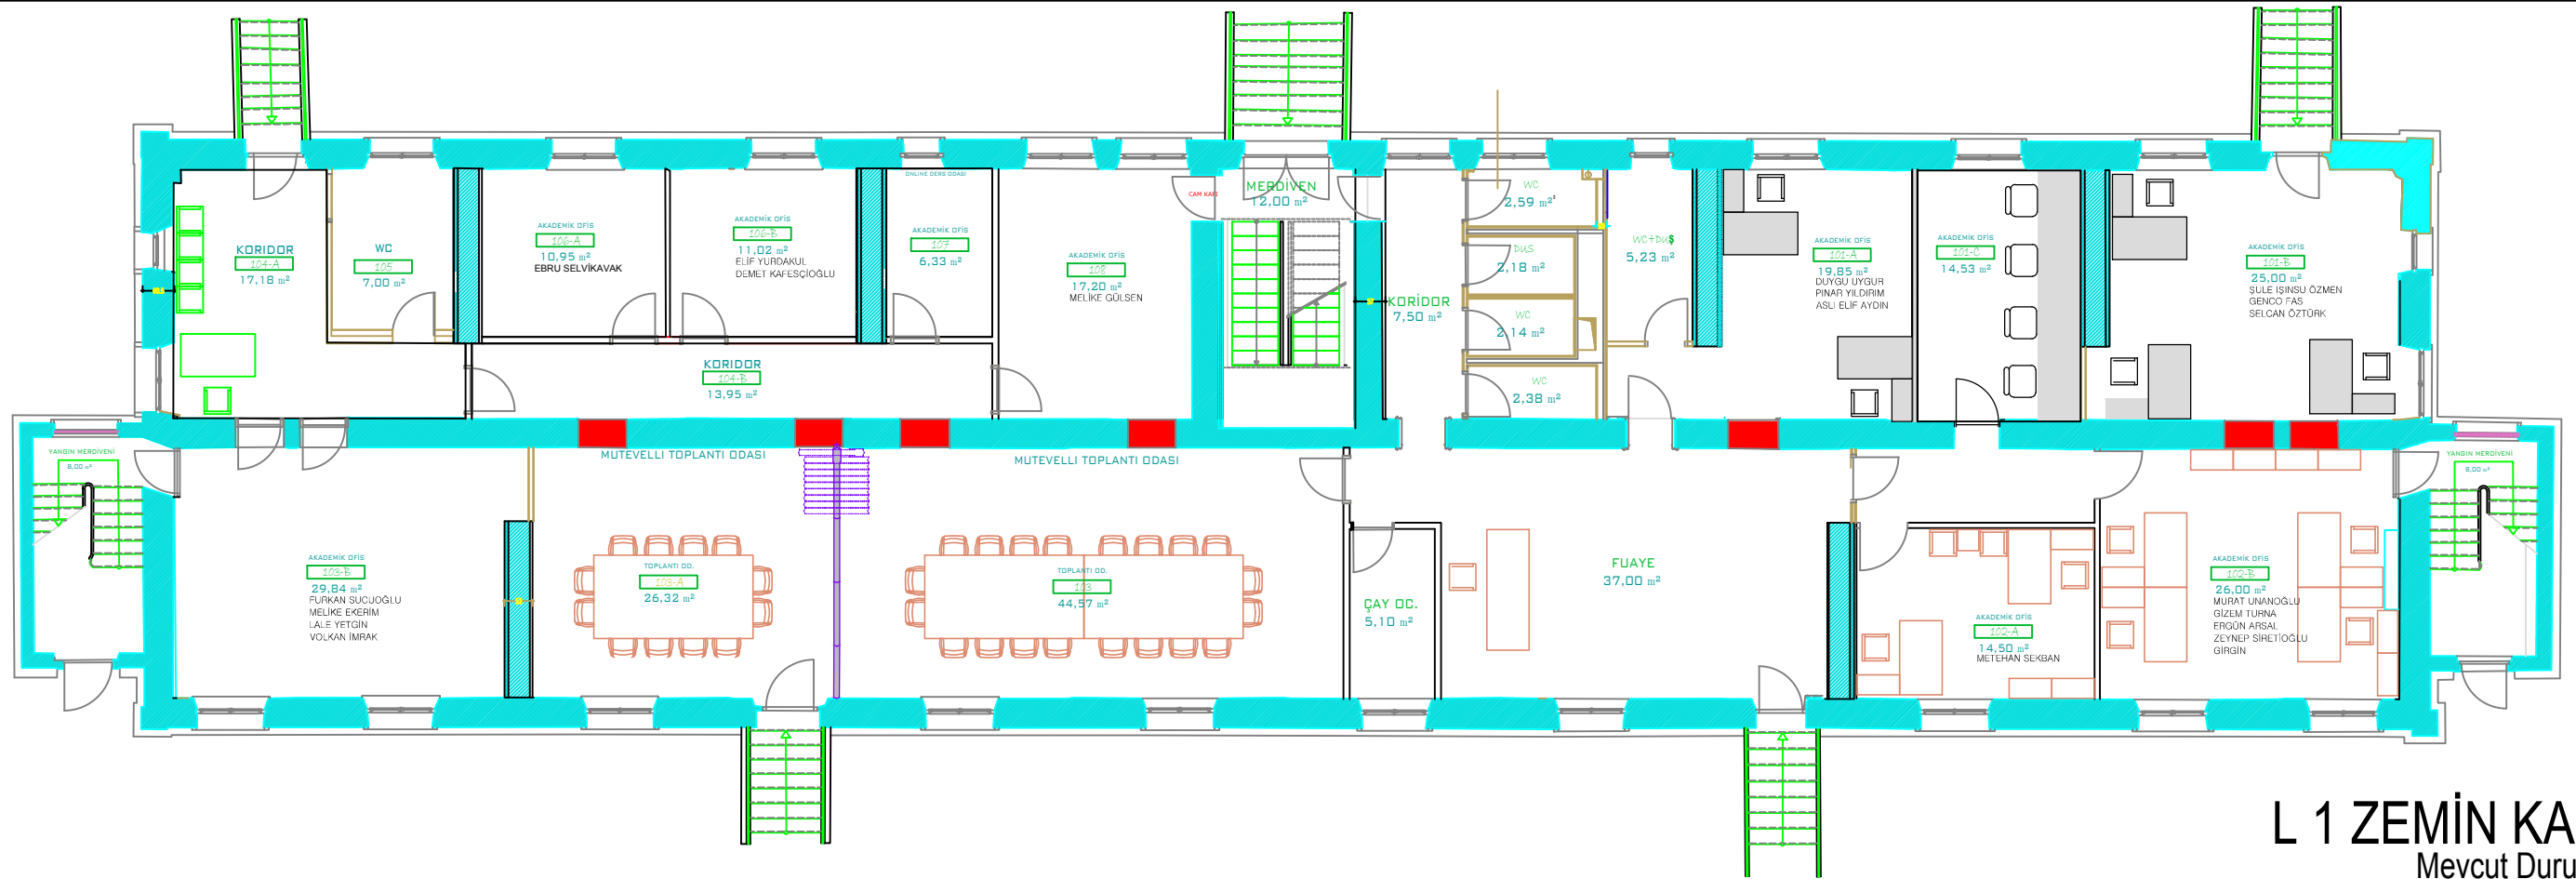 ONLINE DERS ODASI
CAM KAPI
MERDİVEN
12,00 m²
KORIDOR
104-A
17,18 m²
WC
105
7,00 m²
AKADEMİK OFİS
106-A
10,95 m²
EBRU SELVİKAVAK
AKADEMİK OFİS
106-B
11,02 m²
ELİF YURDAKUL
DEMET KAFESÇİOĞLU
AKADEMİK OFİS
107
6,33 m²
AKADEMİK OFİS
108
17,20 m²
MELİKE GÜLSEN
KORİDOR
7,50 m²
WC
2,59 m²
DUS
2,18 m²
WC
2,14 m²
WC
2,38 m²
WC+DUŞ
5,23 m²
AKADEMİK OFİS
101-A
19,85 m²
DUYGU UYGUR
PINAR YILDIRIM
ASLI ELİF AYDIN
AKADEMİK OFİS
101-C
14,53 m²
AKADEMİK OFİS
101-B
25,00 m²
ŞULE IŞINSU ÖZMEN
GENCO FAS
SELCAN ÖZTÜRK
KORIDOR
104-B
13,95 m²
YANGIN MERDİVENİ
8,00 m²
MUTEVELLI TOPLANTI ODASI
MUTEVELLI TOPLANTI ODASI
YANGIN MERDİVENİ
8,00 m²
AKADEMİK OFİS
103-B
29,84 m²
FURKAN SUCUOĞLU
MELİKE EKERİM
LALE YETGİN
VOLKAN İMRAK
TOPLANTI OD.
103-A
26,32 m²
TOPLANTI OD.
103
44,57 m²
ÇAY OC.
5,10 m²
FUAYE
37,00 m²
AKADEMİK OFİS
102-A
14,50 m²
METEHAN SEKBAN
AKADEMİK OFİS
102-B
26,00 m²
MURAT UNANOĞLU
GİZEM TURNA
ERGÜN ARSAL
ZEYNEP SİRETİOĞLU
GİRGİN
L 1 ZEMİN KA
Mevcut Duru